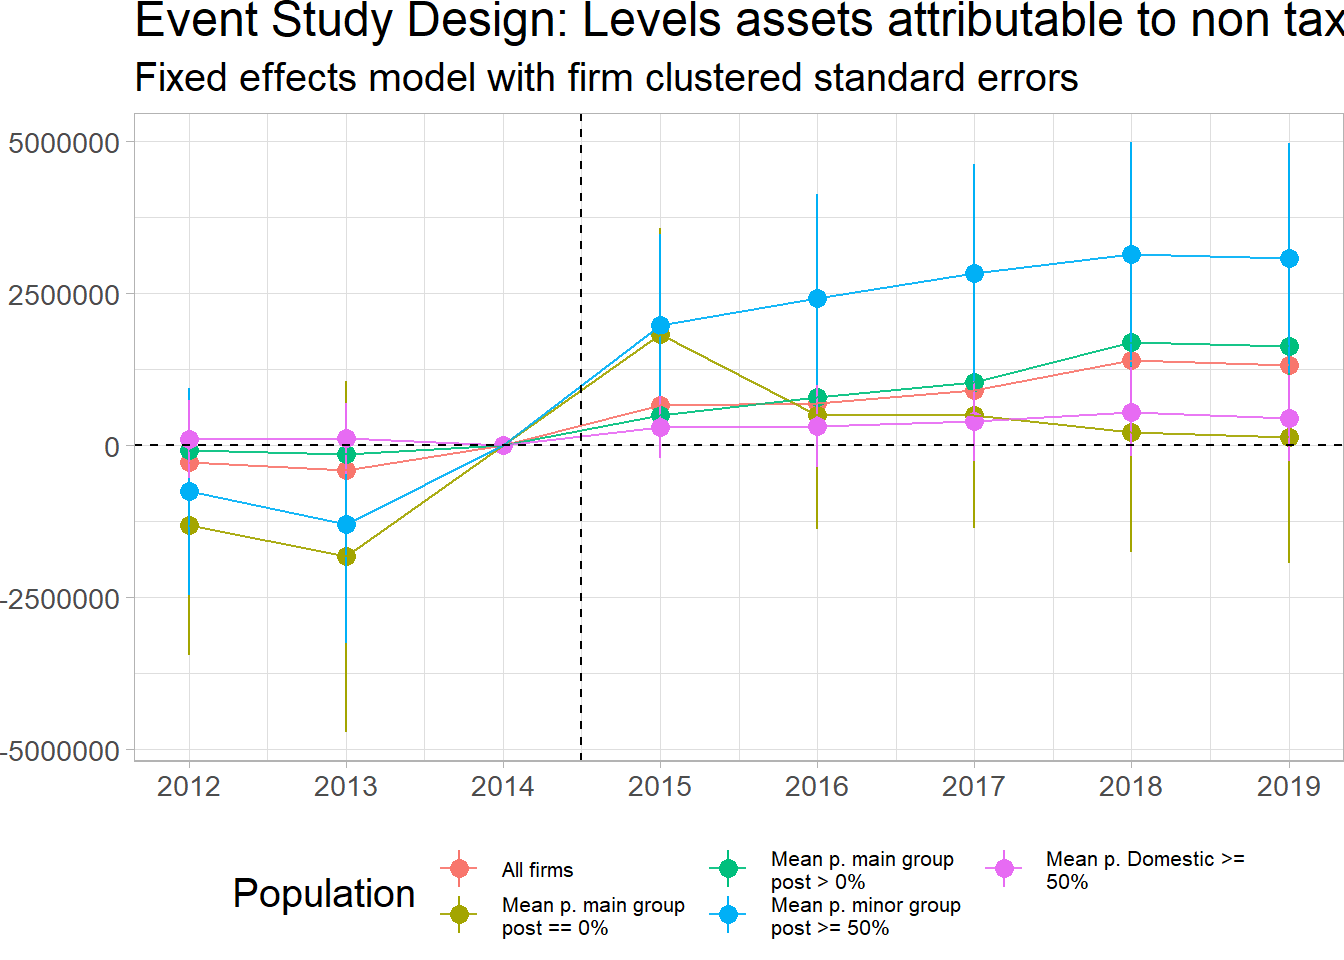 Event Study Design: Levels assets attributable to non tax
Fixed effects model with firm clustered standard errors
5000000
2500000
0
-2500000
-5000000
2012 2013 2014 2015 2016 2017 2018 2019
Population
All firms
Mean p. main group
post == 0%
Mean p. main group
post > 0%
Mean p. minor group
post >= 50%
Mean p. Domestic >=
50%